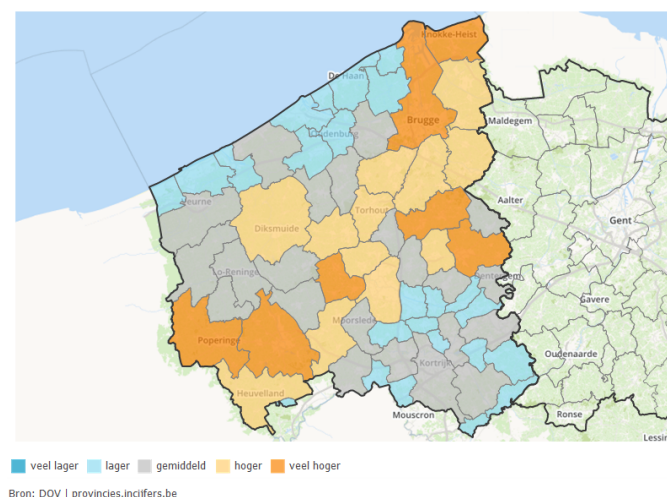 Knokke-Heist
De Haan
Brugge
Maldegem
Oudenburg
Aalter
Veurne
Torhout
Gent
Diksmuide
Lo-Reninge
Gavere
Moorslede
Poperinge
Kortrijk
Oudenaarde
Heuvelland
Mouscron
Ronse
Lessin
veel lager lager gemiddeld hoger veel hoger
Bron: DOV | provincies.incijfers.be